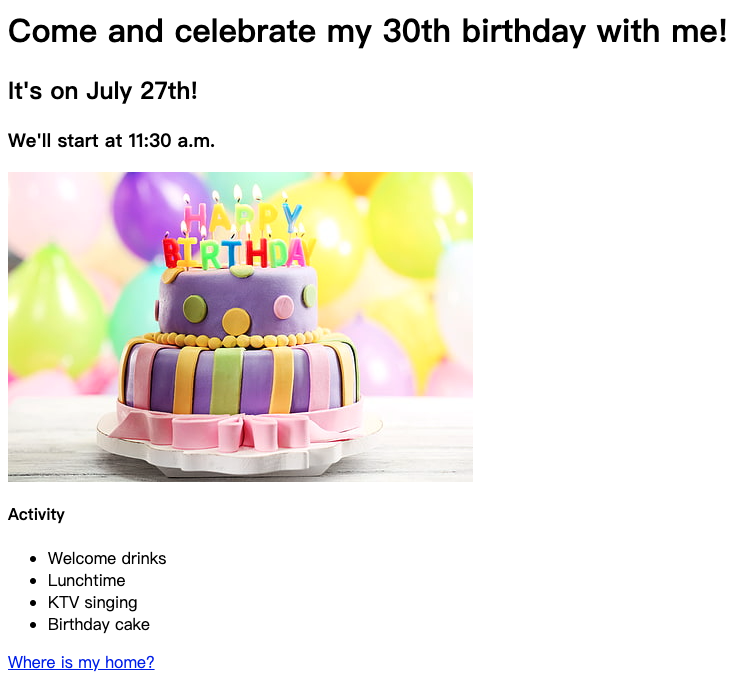 Come and celebrate my 30th birthday with me!
It's on July 27th!
We'll start at 11:30 a.m.
HAPPY
BIRTHDAY
Activity
Welcome drinks
Lunchtime
KTV singing
Birthday cake
Where is my home?